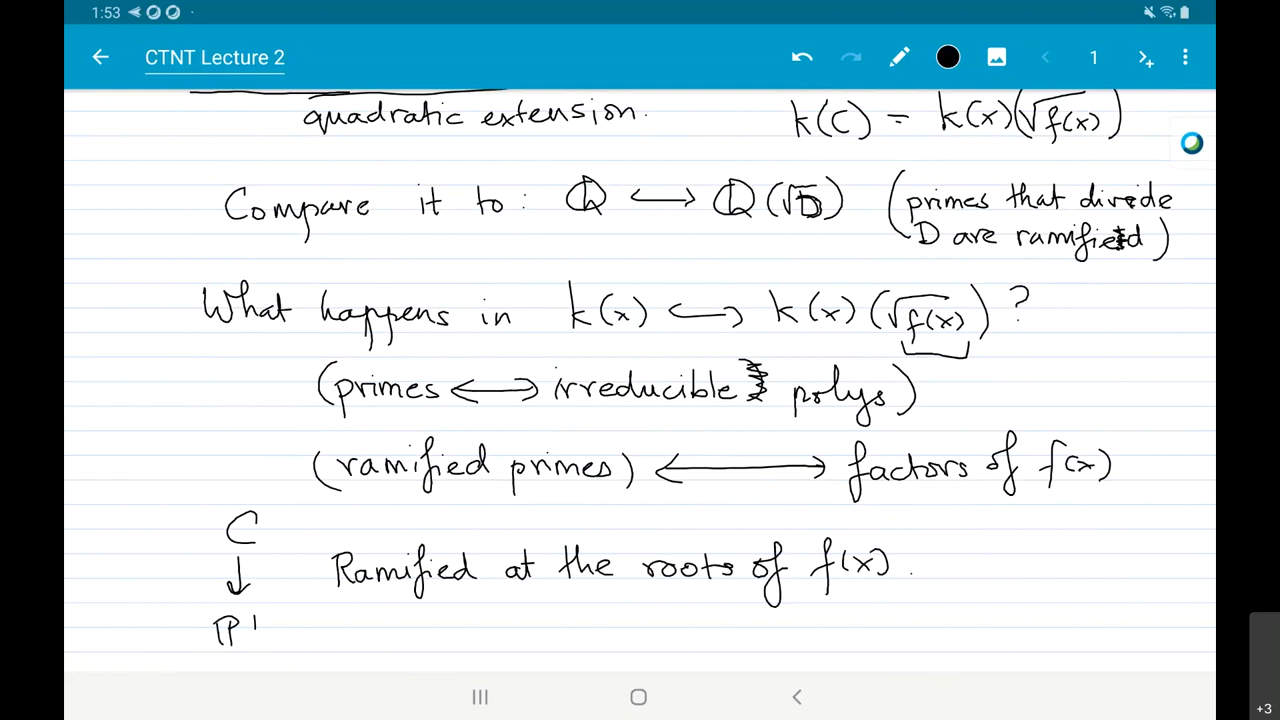 1:53
CTNT Lecture 2
1
quadratic extension. k(C) = k(x)(√f(x))
Compare it to: ℚ ↔ ℚ(√D) (primes that divide
D are ramified)
What happens in k(x) ↪ k(x)(√f(x))?
(primes ↔ irreducible polys)
(ramified primes) ↔ factors of f(x)
C
↓ Ramified at the roots of f(x).
ℙ¹
+3